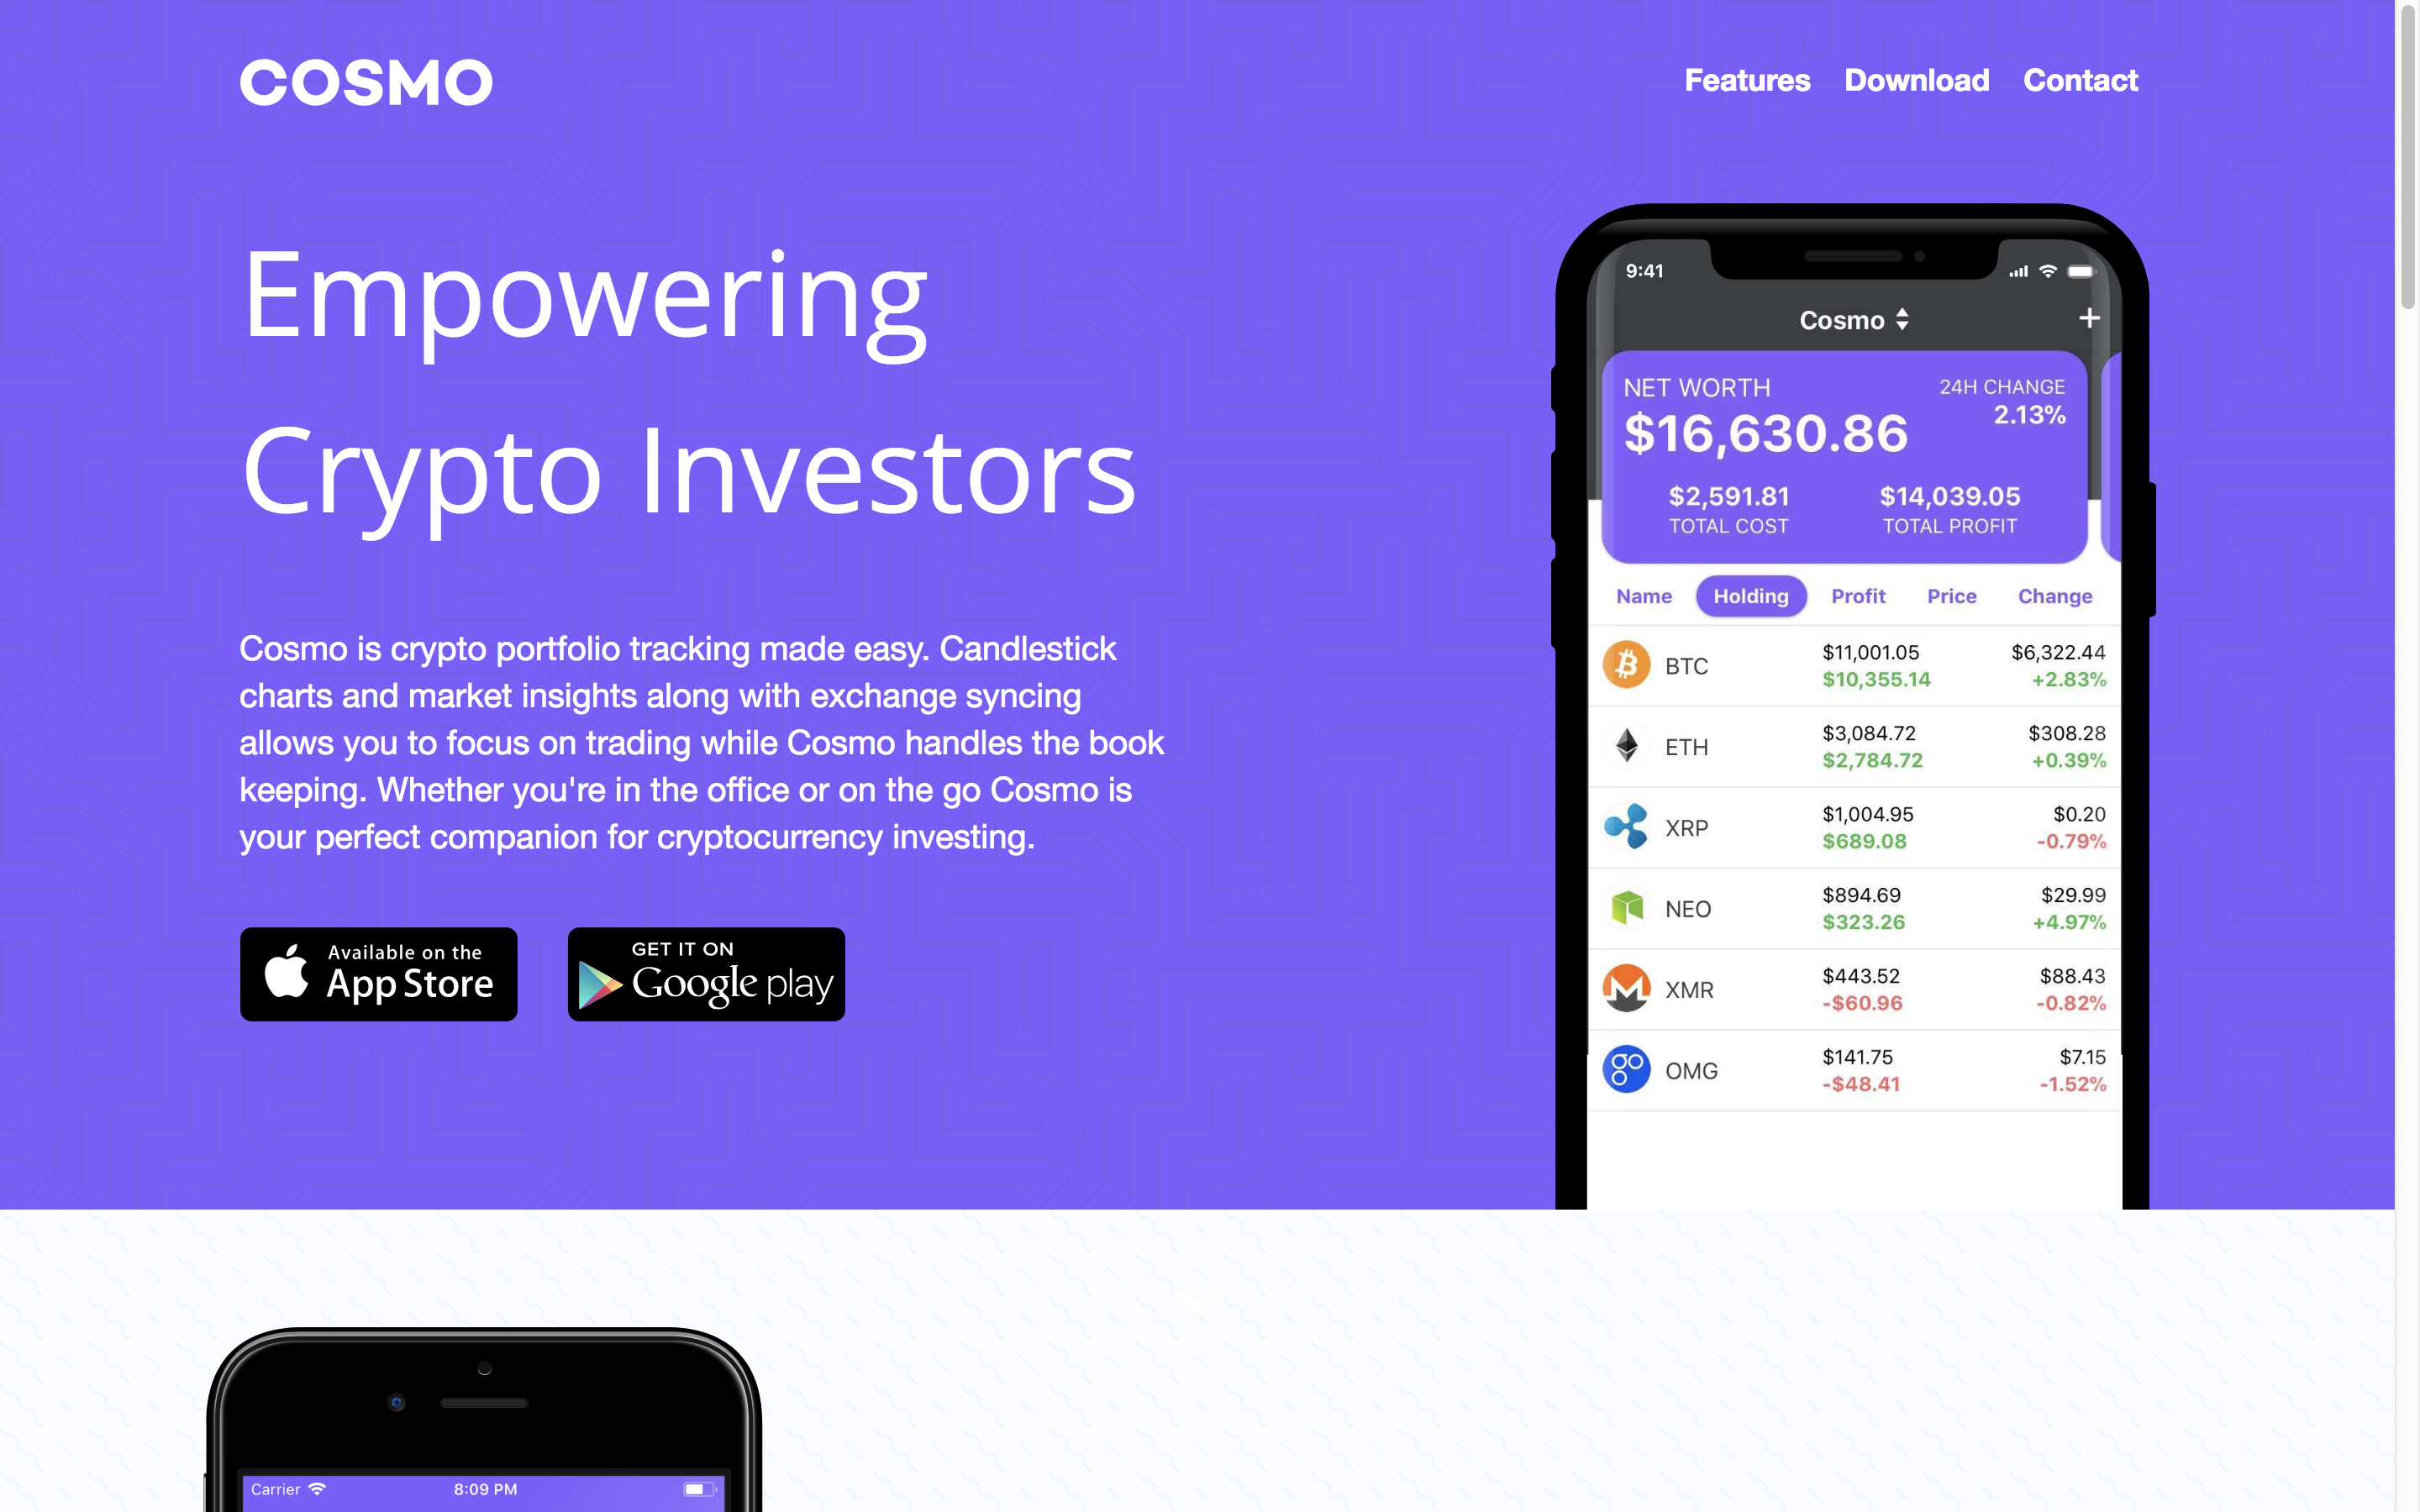 COSMO
Features Download Contact
Empowering
Crypto Investors
Cosmo is crypto portfolio tracking made easy. Candlestick
charts and market insights along with exchange syncing
allows you to focus on trading while Cosmo handles the book
keeping. Whether you're in the office or on the go Cosmo is
your perfect companion for cryptocurrency investing.
Available on the
App Store
GET IT ON
Google play
9:41
Cosmo
+
NET WORTH 24H CHANGE
$16,630.86 2.13%
$2,591.81 $14,039.05
TOTAL COST TOTAL PROFIT
Name Holding Profit Price Change
BTC $11,001.05 $6,322.44
$10,355.14 +2.83%
ETH $3,084.72 $308.28
$2,784.72 +0.39%
XRP $1,004.95 $0.20
$689.08 -0.79%
NEO $894.69 $29.99
$323.26 +4.97%
XMR $443.52 $88.43
-$60.96 -0.82%
OMG $141.75 $7.15
-$48.41 -1.52%
Carrier 8:09 PM